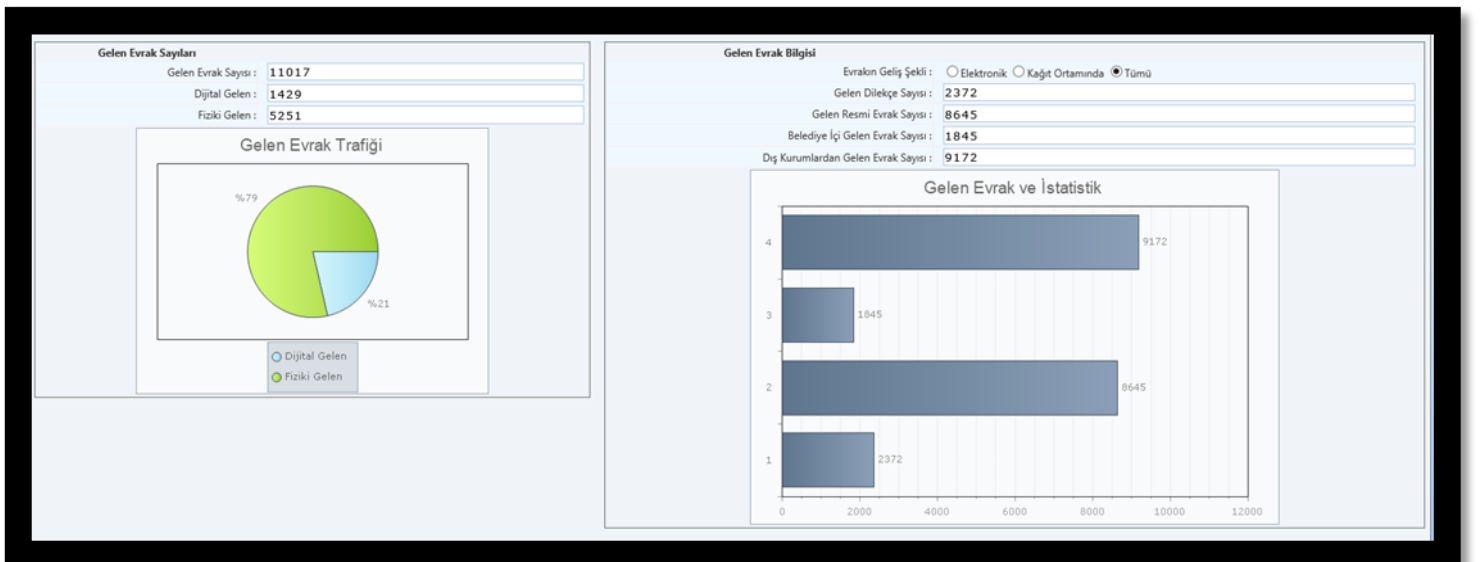 Gelen Evrak Sayıları
Gelen Evrak Sayısı : 11017
Dijital Gelen : 1429
Fiziki Gelen : 5251
Gelen Evrak Trafiği
%79
%21
Dijital Gelen
Fiziki Gelen
Gelen Evrak Bilgisi
Evrakın Geliş Şekli : Elektronik Kağıt Ortamında Tümü
Gelen Dilekçe Sayısı : 2372
Gelen Resmi Evrak Sayısı : 8645
Belediye İçi Gelen Evrak Sayısı : 1845
Dış Kurumlardan Gelen Evrak Sayısı : 9172
Gelen Evrak ve İstatistik
4 9172
3 1845
2 8645
1 2372
0 2000 4000 6000 8000 10000 12000